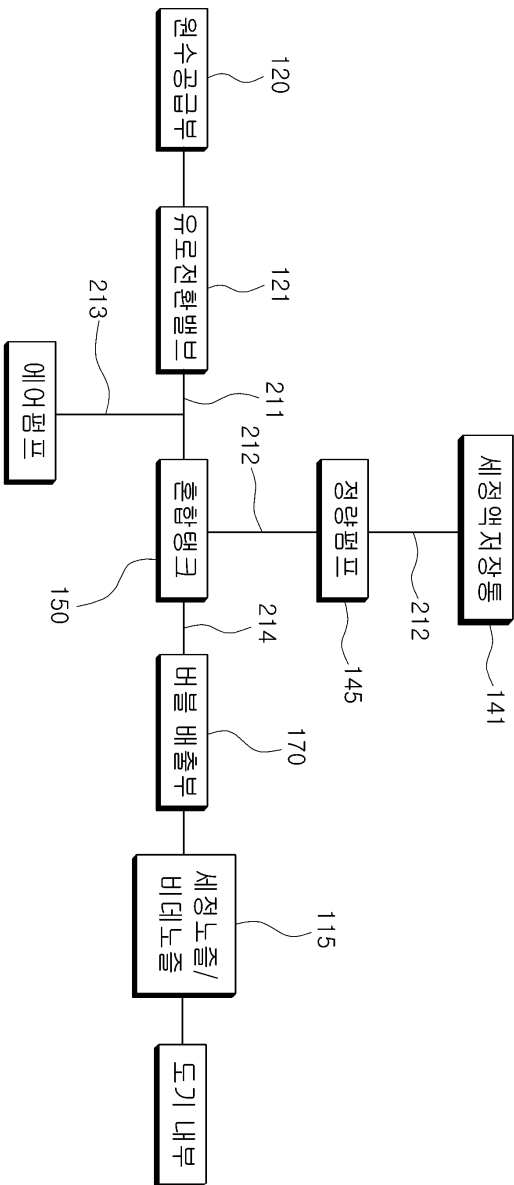 세정액저장통
141
212
정량펌프
145
212
120
121
211
214
170
115
원수공급부
유로전환밸브
혼합탱크
버블 배출부
세정노즐/
비데노즐
도기 내부
213
150
에어펌프